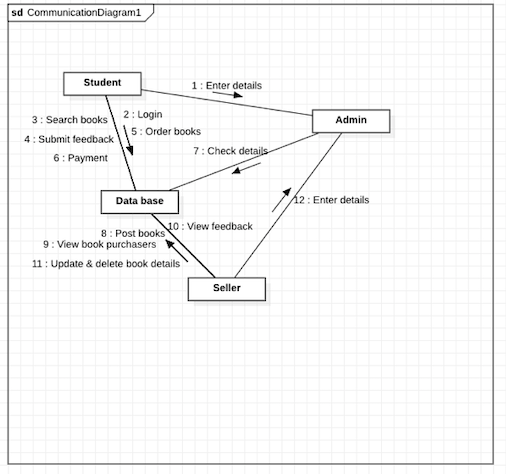 sd CommunicationDiagram1
Student
1 : Enter details
Admin
2 : Login
3 : Search books
5 : Order books
4 : Submit feedback
7 : Check details
6 : Payment
Data base
12 : Enter details
10 : View feedback
8 : Post books
9 : View book purchasers
11 : Update & delete book details
Seller